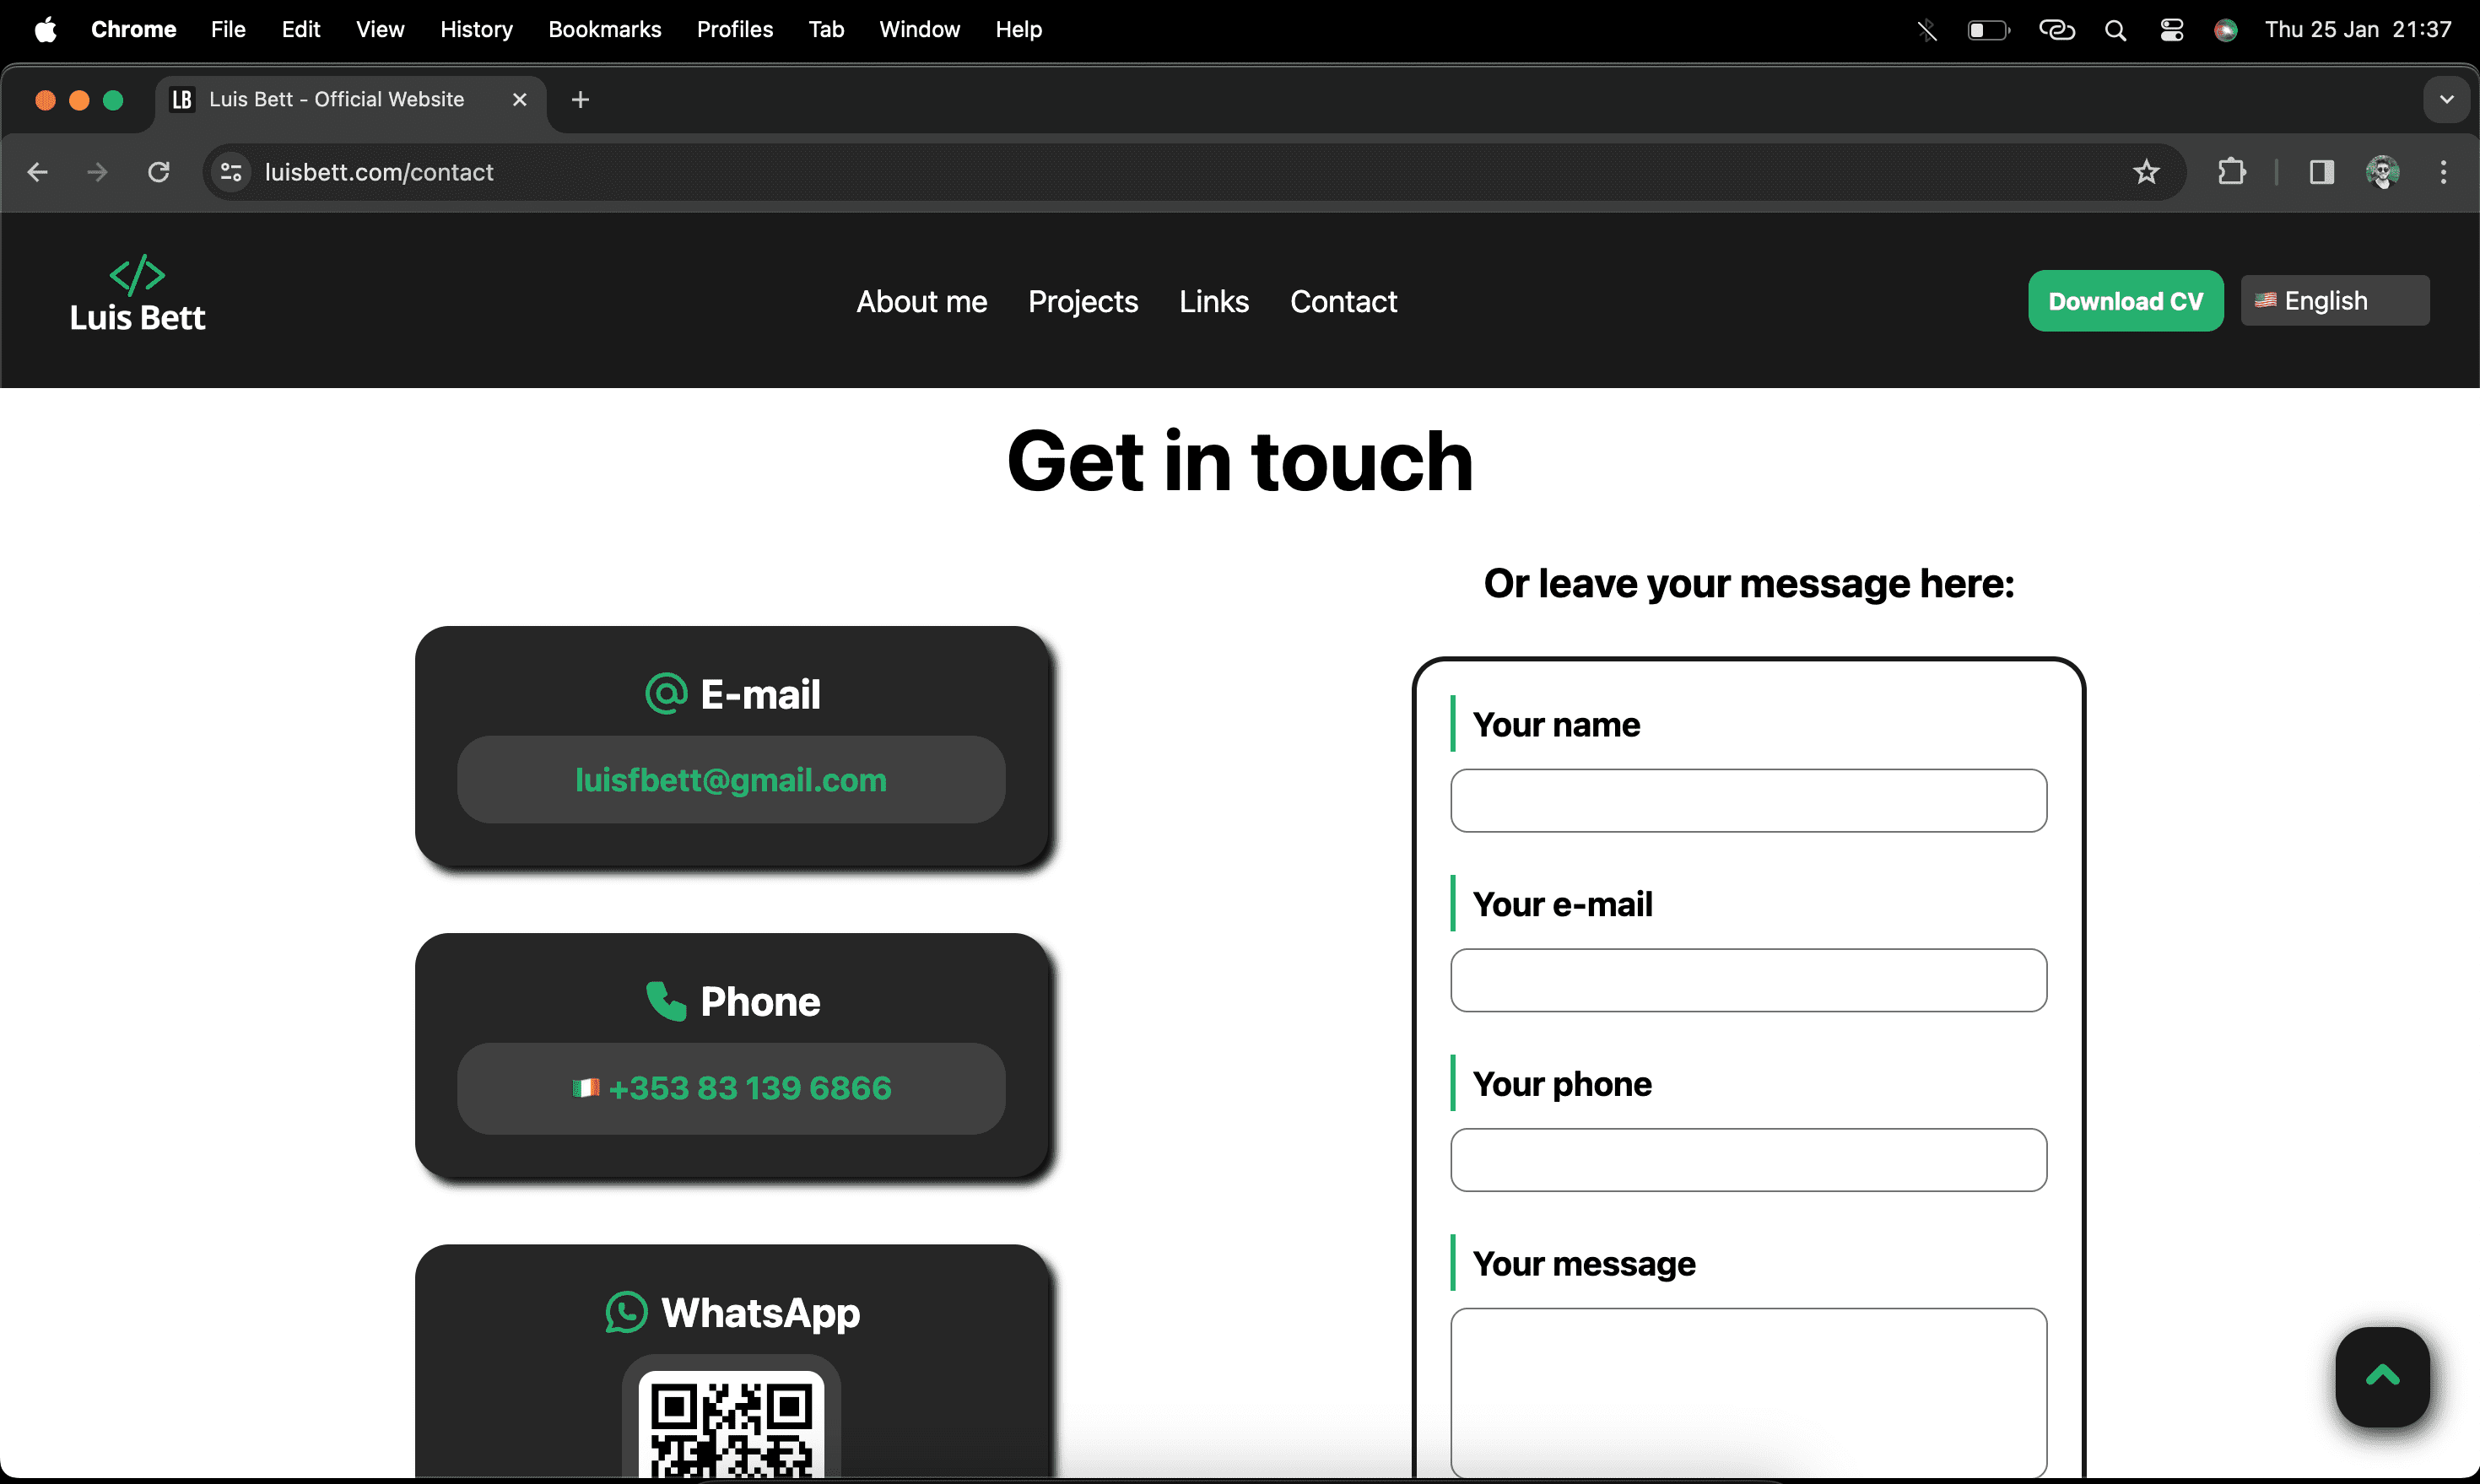 Chrome File Edit View History Bookmarks Profiles Tab Window Help Thu 25 Jan 21:37
LB Luis Bett - Official Website
luisbett.com/contact
</>
Luis Bett
About me Projects Links Contact
Download CV
English
Get in touch
E-mail
luisfbett@gmail.com
Phone
+353 83 139 6866
WhatsApp
Or leave your message here:
Your name
Your e-mail
Your phone
Your message